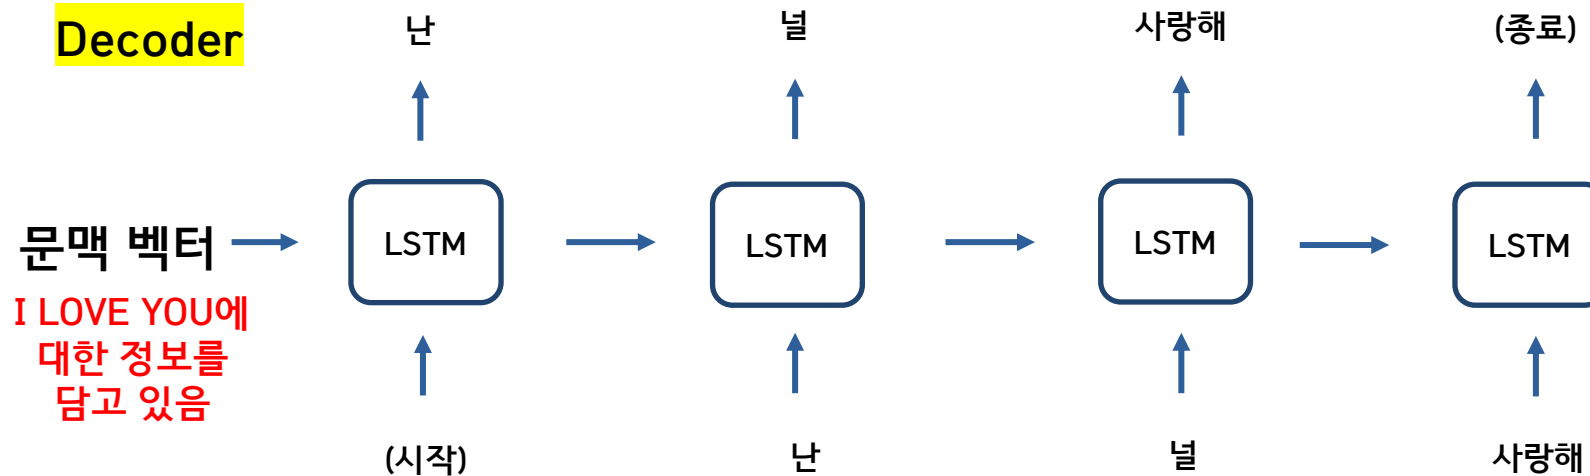 Decoder
난
널
사랑해
(종료)
문맥 벡터
LSTM
LSTM
LSTM
LSTM
I LOVE YOU에
대한 정보를
담고 있음
(시작)
난
널
사랑해